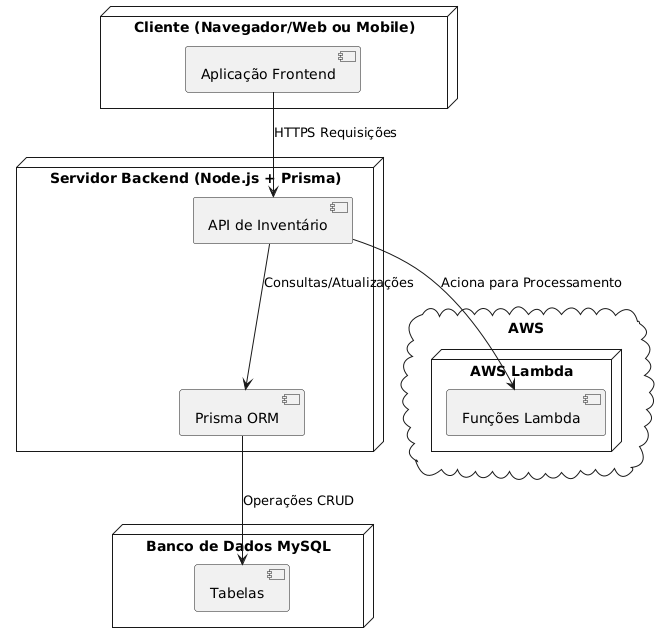 Cliente (Navegador/Web ou Mobile)
Aplicação Frontend
HTTPS Requisições
Servidor Backend (Node.js + Prisma)
API de Inventário
Consultas/Atualizações
Aciona para Processamento
AWS
AWS Lambda
Funções Lambda
Prisma ORM
Operações CRUD
Banco de Dados MySQL
Tabelas